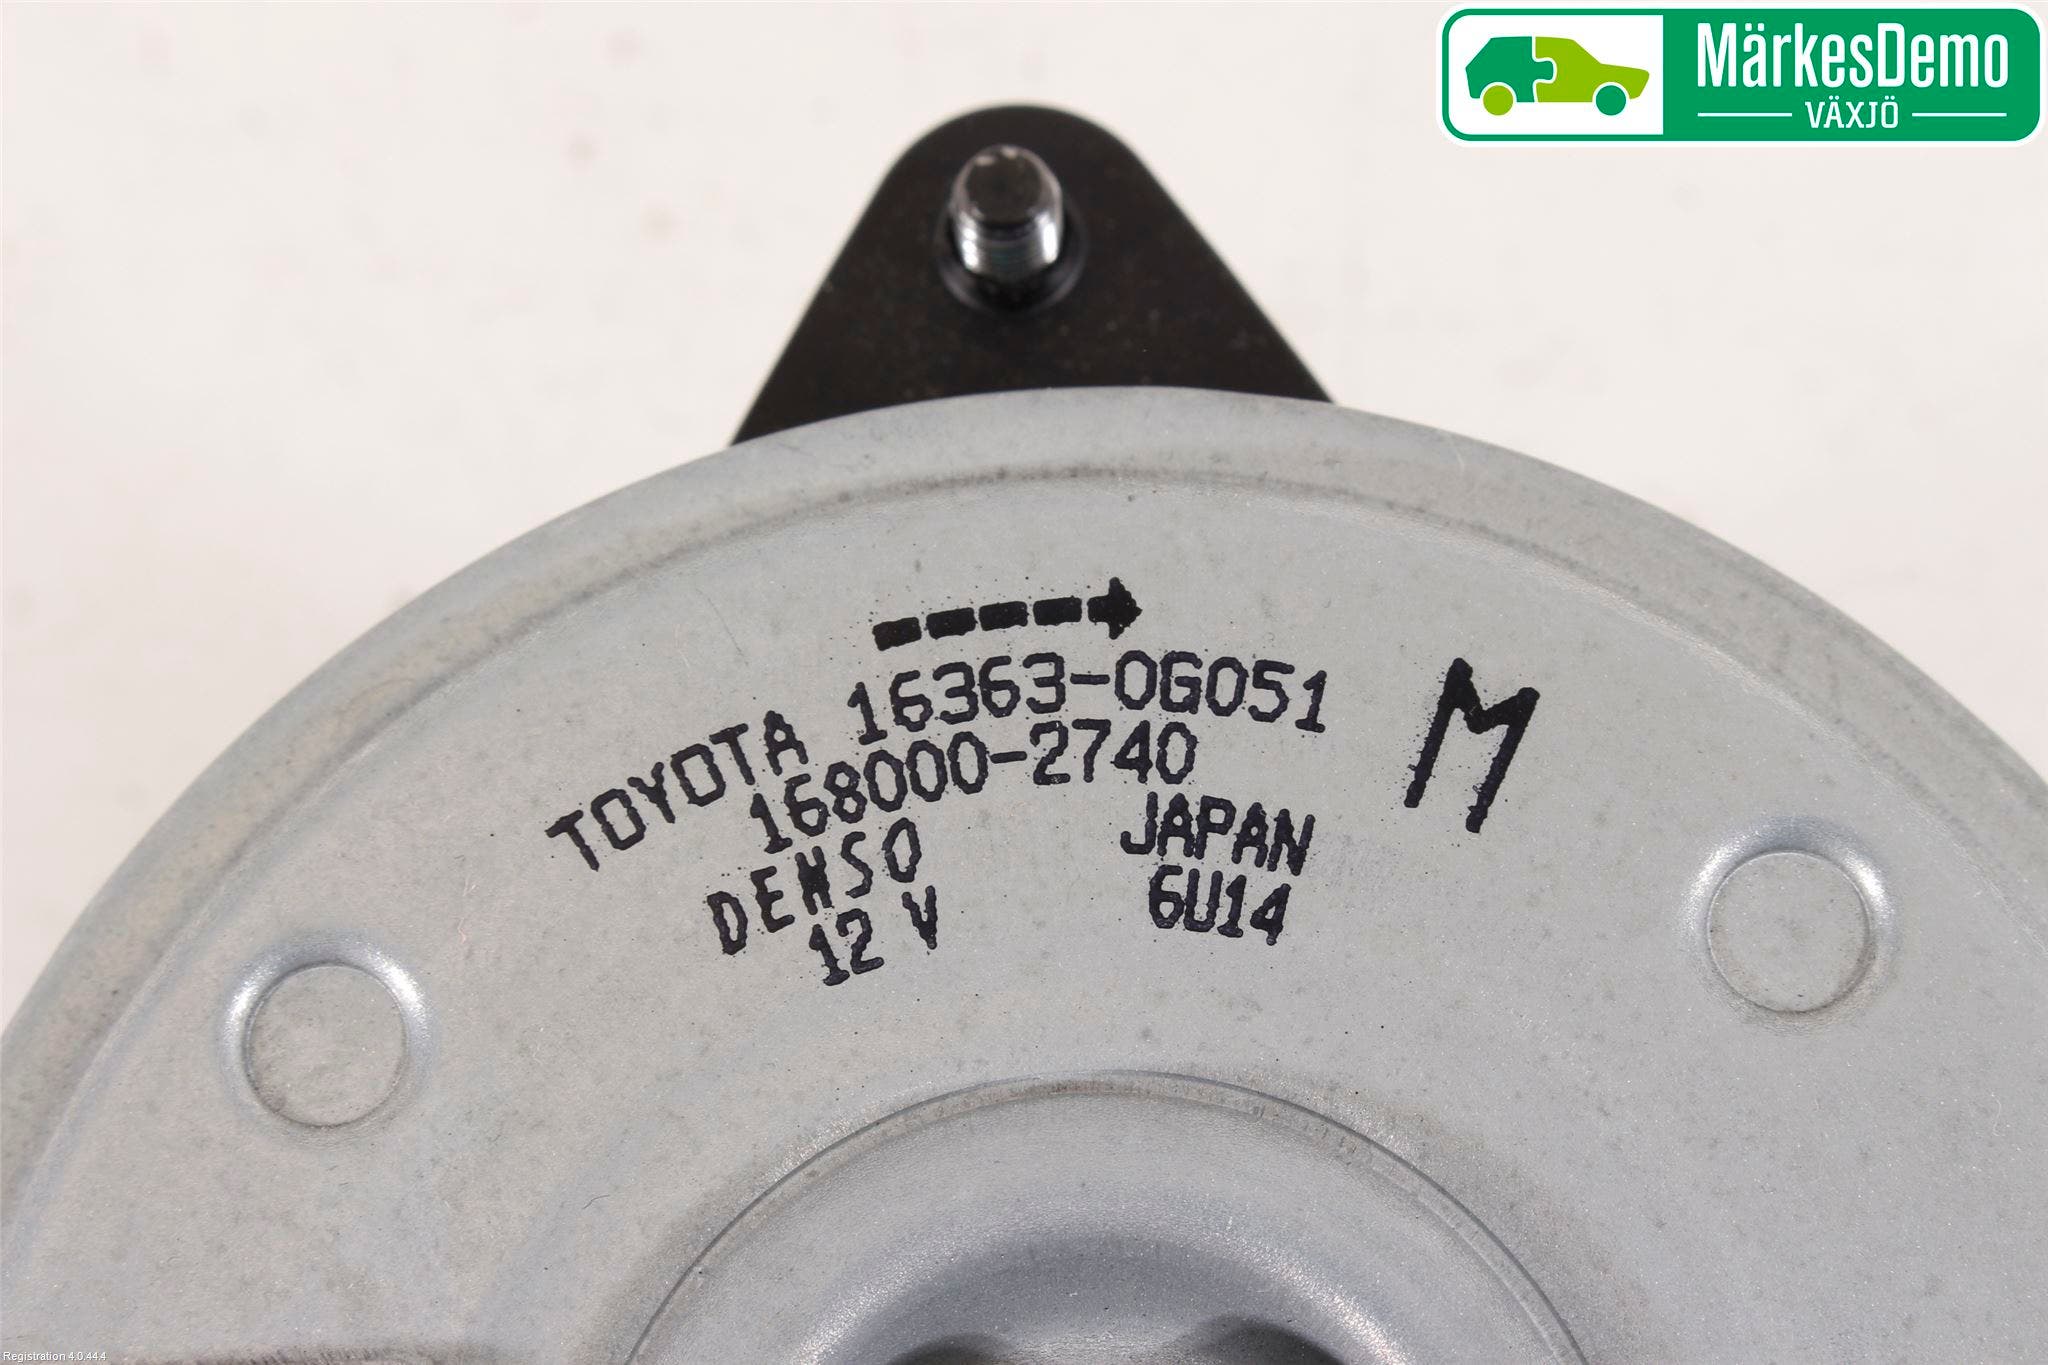 MärkesDemo
VÄXJÖ
TOYOTA 16363-0G051
168000-2740
DENSO JAPAN
12 V 6U14
M
Registration 4.0.44.4